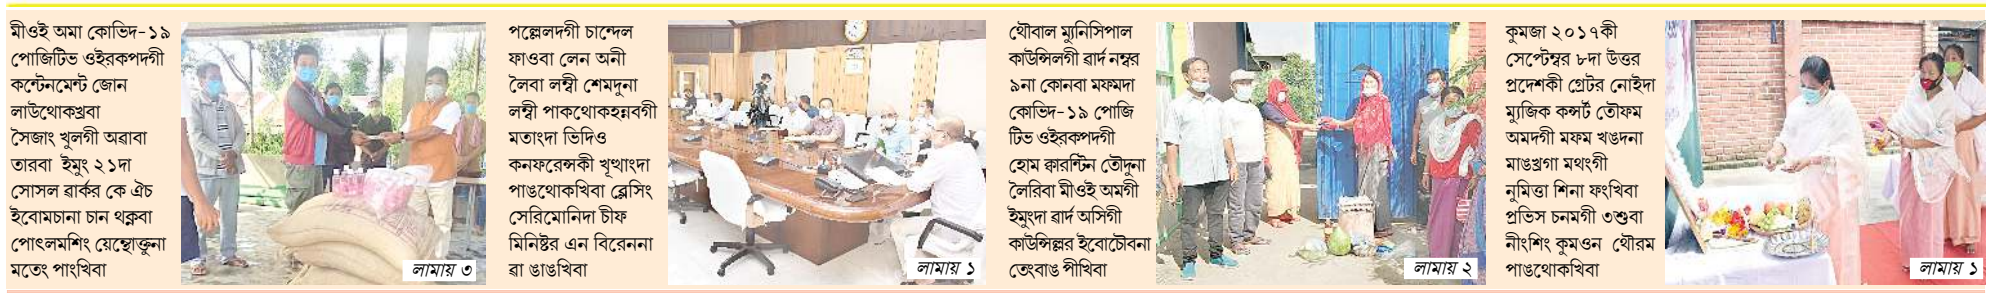 মীওই অমা কোভিদ-১৯
পোজিটিভ ওইরকপদগী
কন্টেনমেন্ট জোন
লাউথোকখ্রবা
সৈজাং খুলগী অৱাবা
তারবা ইমুং ২১দা
সোসল ৱার্কর কে ঐচ
ইবোমচানা চান থক্লবা
পোৎলমশিং য়েন্থোক্তুনা
মতেং পাংখিবা
লামায় ৩
পল্লেলদগী চান্দেল
ফাওবা লেন অনী
লৈবা লম্বী শেমদুনা
লম্বী পাকথোকহন্নবগী
মতাংদা ভিদিও
কনফরেন্সকী খূত্থাংদা
পাঙথোকখিবা ব্লেসিং
সেরিমোনিদা চীফ
মিনিষ্টর এন বিরেননা
ৱা ঙাঙখিবা
লামায় ১
থৌবাল ম্যুনিসিপাল
কাউন্সিলগী ৱার্দ নম্বর
৯না কোনবা মফমদা
কোভিদ-১৯ পোজি
টিভ ওইরকপদগী
হোম ক্বারন্টিন তৌদুনা
লৈরিবা মীওই অমগী
ইমুংদা ৱার্দ অসিগী
কাউন্সিল্লর ইবোচৌবনা
তেংবাঙ পীখিবা
লামায় ২
কুমজা ২০১৭কী
সেপ্টেম্বর ৮দা উত্তর
প্রদেশকী গ্রেটর নোইদা
ম্যুজিক কন্সর্ট তৌফম
অমদগী মফম খঙদনা
মাঙখ্রগা মথংগী
নুমিত্তা শিনা ফংখিবা
প্রভিস চনমগী ৩শুবা
নীংশিং কুমওন থৌরম
পাঙথোকখিবা
লামায় ১